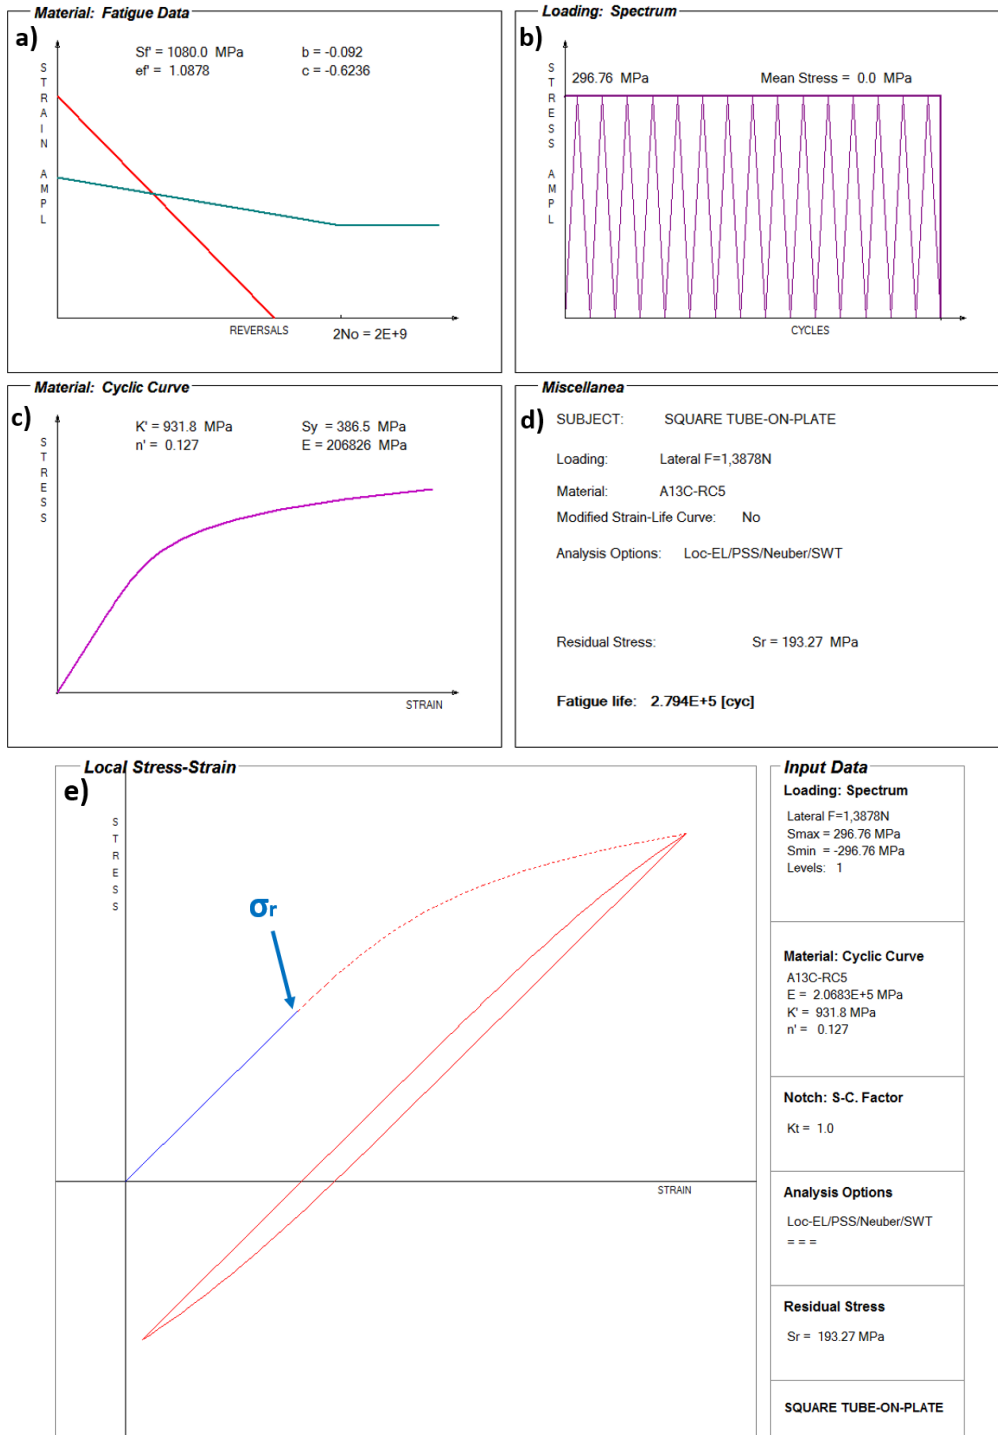 Material: Fatigue Data
a)
Sf' = 1080.0 MPa
b = -0.092
ef' = 1.0878
c = -0.6236
STRAIN AMPL
REVERSALS
2No = 2E+9
Loading: Spectrum
b)
296.76 MPa
Mean Stress = 0.0 MPa
STRESS AMPL
CYCLES
Material: Cyclic Curve
c)
K' = 931.8 MPa
Sy = 386.5 MPa
n' = 0.127
E = 206826 MPa
STRESS
STRAIN
Miscellanea
d)
SUBJECT: SQUARE TUBE-ON-PLATE
Loading: Lateral F=1,3878N
Material: A13C-RC5
Modified Strain-Life Curve: No
Analysis Options: Loc-EL/PSS/Neuber/SWT
Residual Stress: Sr = 193.27 MPa
Fatigue life: 2.794E+5 [cyc]
Local Stress-Strain
e)
STRESS
σr
STRAIN
Input Data
Loading: Spectrum
Lateral F=1,3878N
Smax = 296.76 MPa
Smin = -296.76 MPa
Levels: 1
Material: Cyclic Curve
A13C-RC5
E = 2.0683E+5 MPa
K' = 931.8 MPa
n' = 0.127
Notch: S-C. Factor
Kt = 1.0
Analysis Options
Loc-EL/PSS/Neuber/SWT
= = =
Residual Stress
Sr = 193.27 MPa
SQUARE TUBE-ON-PLATE